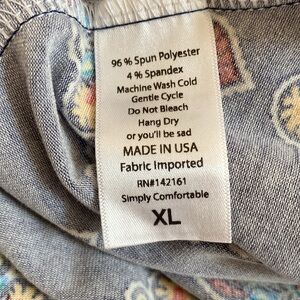 96 % Spun Polyester
4 % Spandex
Machine Wash Cold
Gentle Cycle
Do Not Bleach
Hang Dry
or you'll be sad
MADE IN USA
Fabric Imported
RN#142161
Simply Comfortable
XL